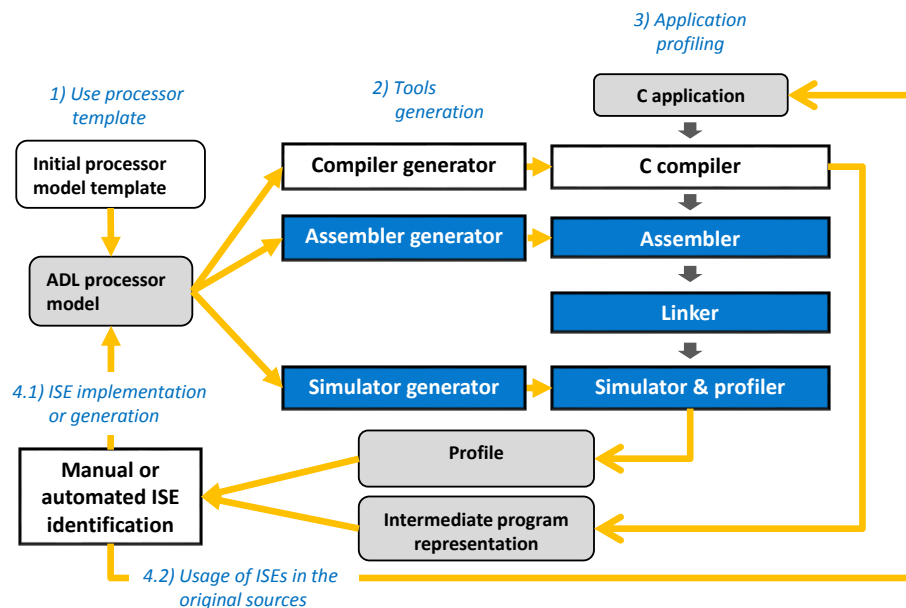 3) Application
profiling
1) Use processor
template
2) Tools
generation
C application
Initial processor
model template
Compiler generator
C compiler
Assembler generator
Assembler
ADL processor
model
Linker
4.1) ISE implementation
or generation
Simulator generator
Simulator & profiler
Manual or
automated ISE
identification
Profile
Intermediate program
representation
4.2) Usage of ISEs in the
original sources